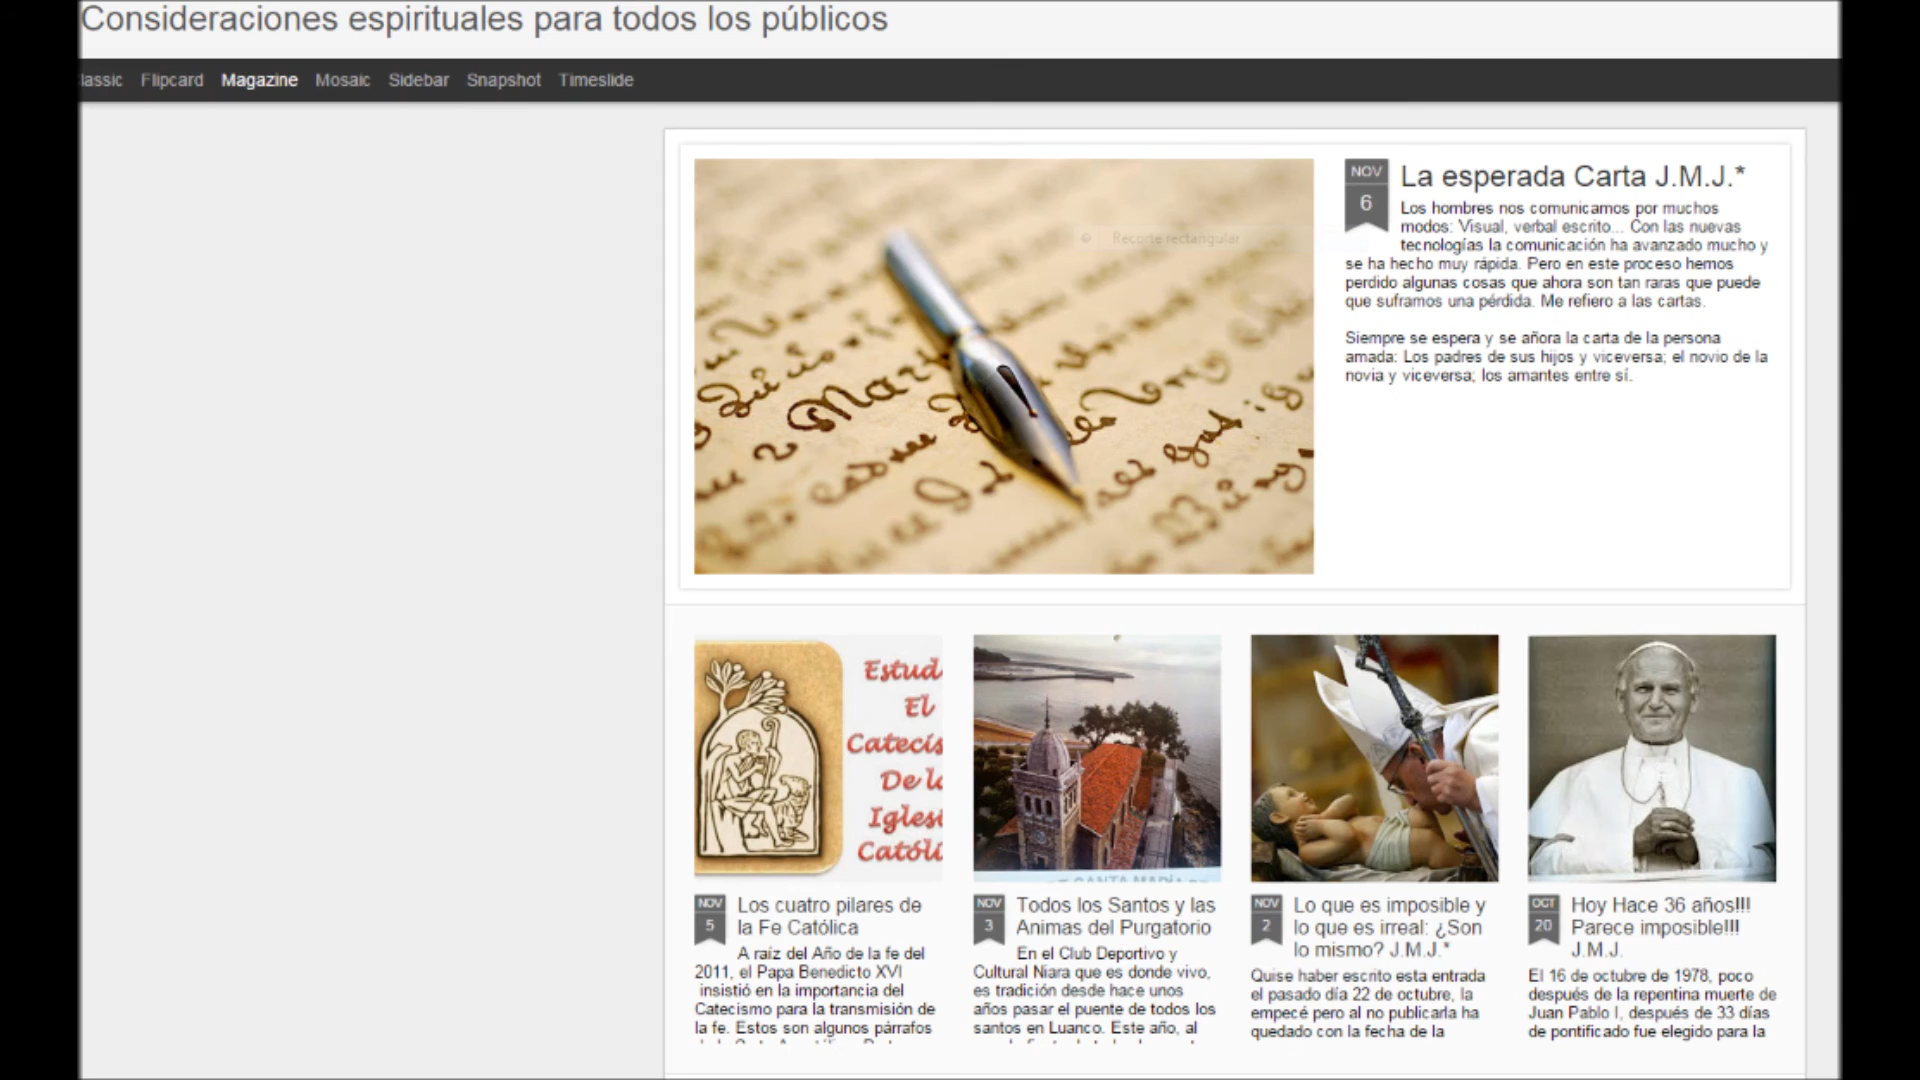 Consideraciones espirituales para todos los públicos
lassic Flipcard Magazine Mosaic Sidebar Snapshot Timeslide
Recorte rectangular
NOV
6
La esperada Carta J.M.J.*
Los hombres nos comunicamos por muchos
modos: Visual, verbal escrito... Con las nuevas
tecnologías la comunicación ha avanzado mucho y
se ha hecho muy rápida. Pero en este proceso hemos
perdido algunas cosas que ahora son tan raras que puede
que suframos una pérdida. Me refiero a las cartas.
Siempre se espera y se añora la carta de la persona
amada: Los padres de sus hijos y viceversa; el novio de la
novia y viceversa; los amantes entre sí.
Estud
El
Catecis
De la
Iglesi
Católi
NOV
5
Los cuatro pilares de
la Fe Católica
A raíz del Año de la fe del
2011, el Papa Benedicto XVI
insistió en la importancia del
Catecismo para la transmisión de
la fe. Estos son algunos párrafos
NOV
3
Todos los Santos y las
Animas del Purgatorio
En el Club Deportivo y
Cultural Niara que es donde vivo,
es tradición desde hace unos
años pasar el puente de todos los
santos en Luanco. Este año, al
NOV
2
Lo que es imposible y
lo que es irreal: ¿Son
lo mismo? J.M.J.*
Quise haber escrito esta entrada
el pasado día 22 de octubre, la
empecé pero al no publicarla ha
quedado con la fecha de la
OCT
20
Hoy Hace 36 años!!!
Parece imposible!!!
J.M.J.
El 16 de octubre de 1978, poco
después de la repentina muerte de
Juan Pablo I, después de 33 días
de pontificado fue elegido para la